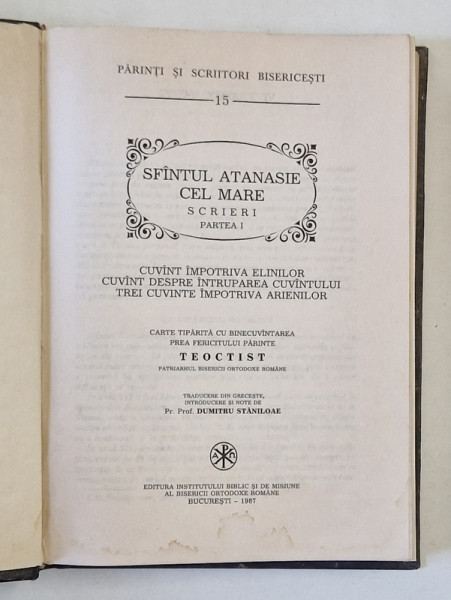 PĂRINȚI ȘI SCRIITORI BISERICEȘTI
15
SFÎNTUL ATANASIE
CEL MARE
SCRIERI
PARTEA I
CUVÎNT ÎMPOTRIVA ELINILOR
CUVÎNT DESPRE ÎNTRUPAREA CUVÎNTULUI
TREI CUVINTE ÎMPOTRIVA ARIENILOR
CARTE TIPĂRITĂ CU BINECUVÎNTAREA
PREA FERICITULUI PĂRINTE
TEOCTIST
PATRIARHUL BISERICII ORTODOXE ROMÂNE
TRADUCERE DIN GRECEȘTE,
INTRODUCERE ȘI NOTE DE
Pr. Prof. DUMITRU STĂNILOAE
EDITURA INSTITUTULUI BIBLIC ȘI DE MISIUNE
AL BISERICII ORTODOXE ROMÂNE
BUCUREȘTI – 1987